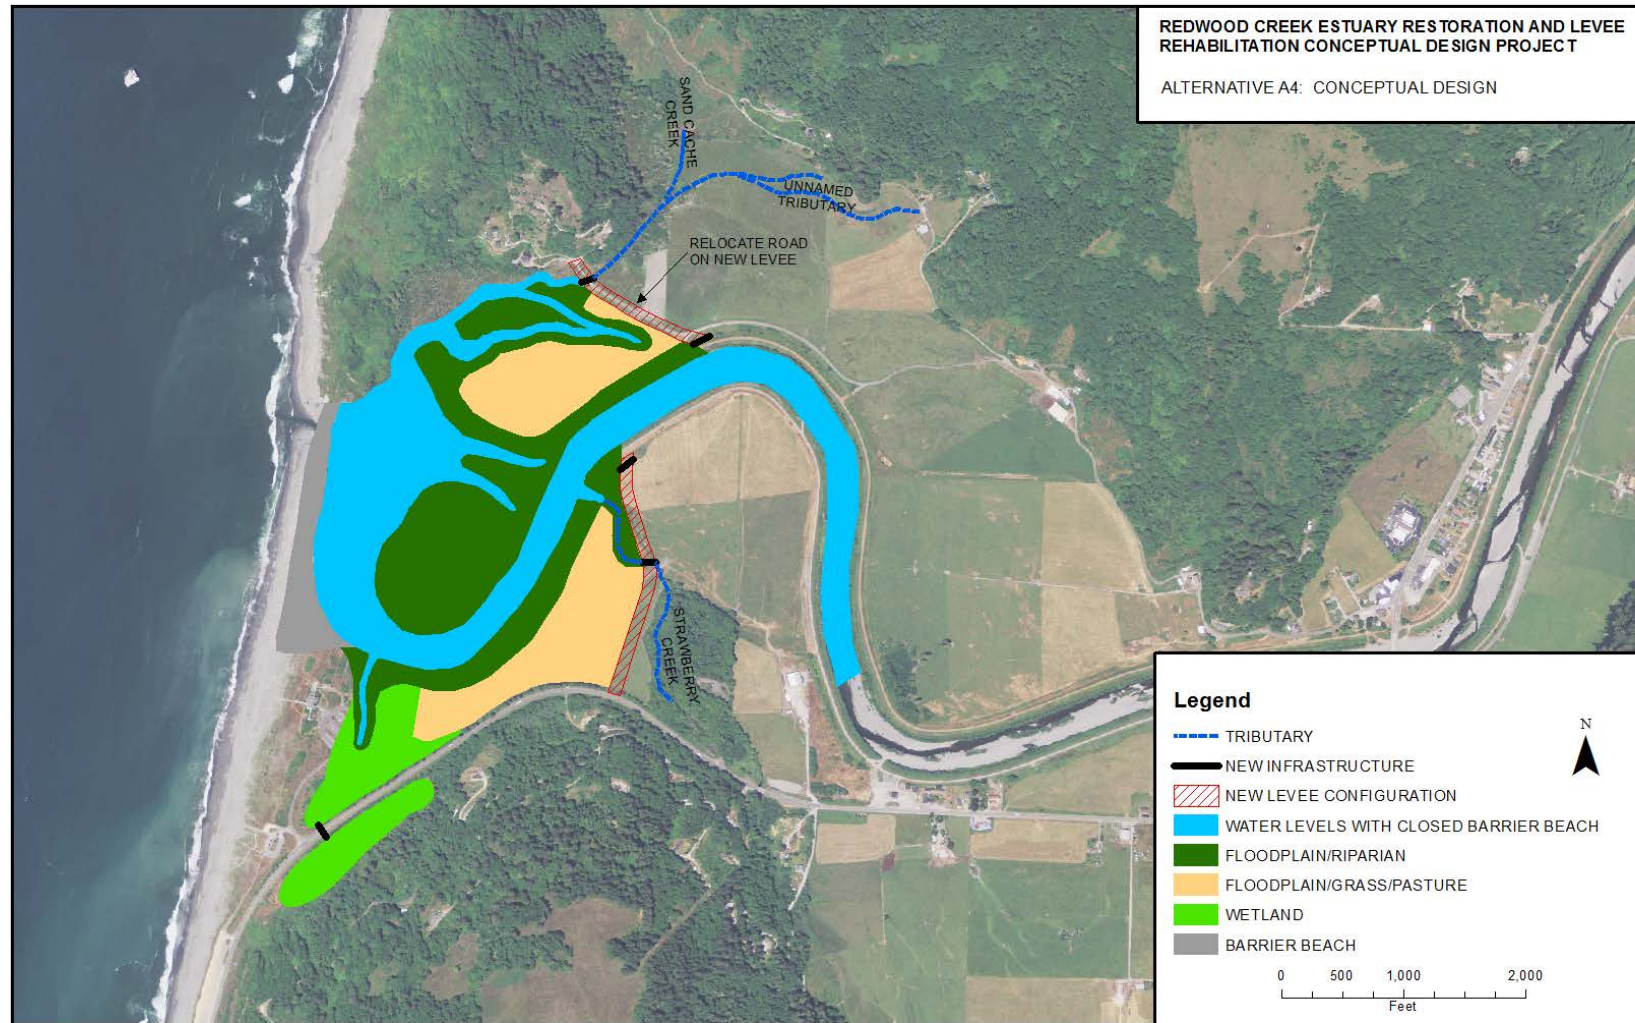 REDWOOD CREEK ESTUARY RESTORATION AND LEVEE
REHABILITATION CONCEPTUAL DESIGN PROJECT
ALTERNATIVE A4: CONCEPTUAL DESIGN
SAND CACHE
CREEK
UNNAMED
TRIBUTARY
RELOCATE ROAD
ON NEW LEVEE
STRAWBERRY
CREEK
Legend
TRIBUTARY
NEW INFRASTRUCTURE
NEW LEVEE CONFIGURATION
WATER LEVELS WITH CLOSED BARRIER BEACH
FLOODPLAIN/RIPARIAN
FLOODPLAIN/GRASS/PASTURE
WETLAND
BARRIER BEACH
N
0 500 1,000 2,000
Feet